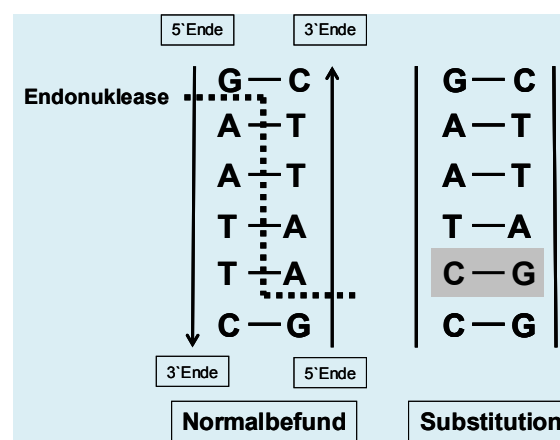 5`Ende 3`Ende
G — C G — C
Endonuklease
A — T A — T
A — T A — T
T — A T — A
T — A C — G
C — G C — G
3`Ende 5`Ende
Normalbefund Substitution